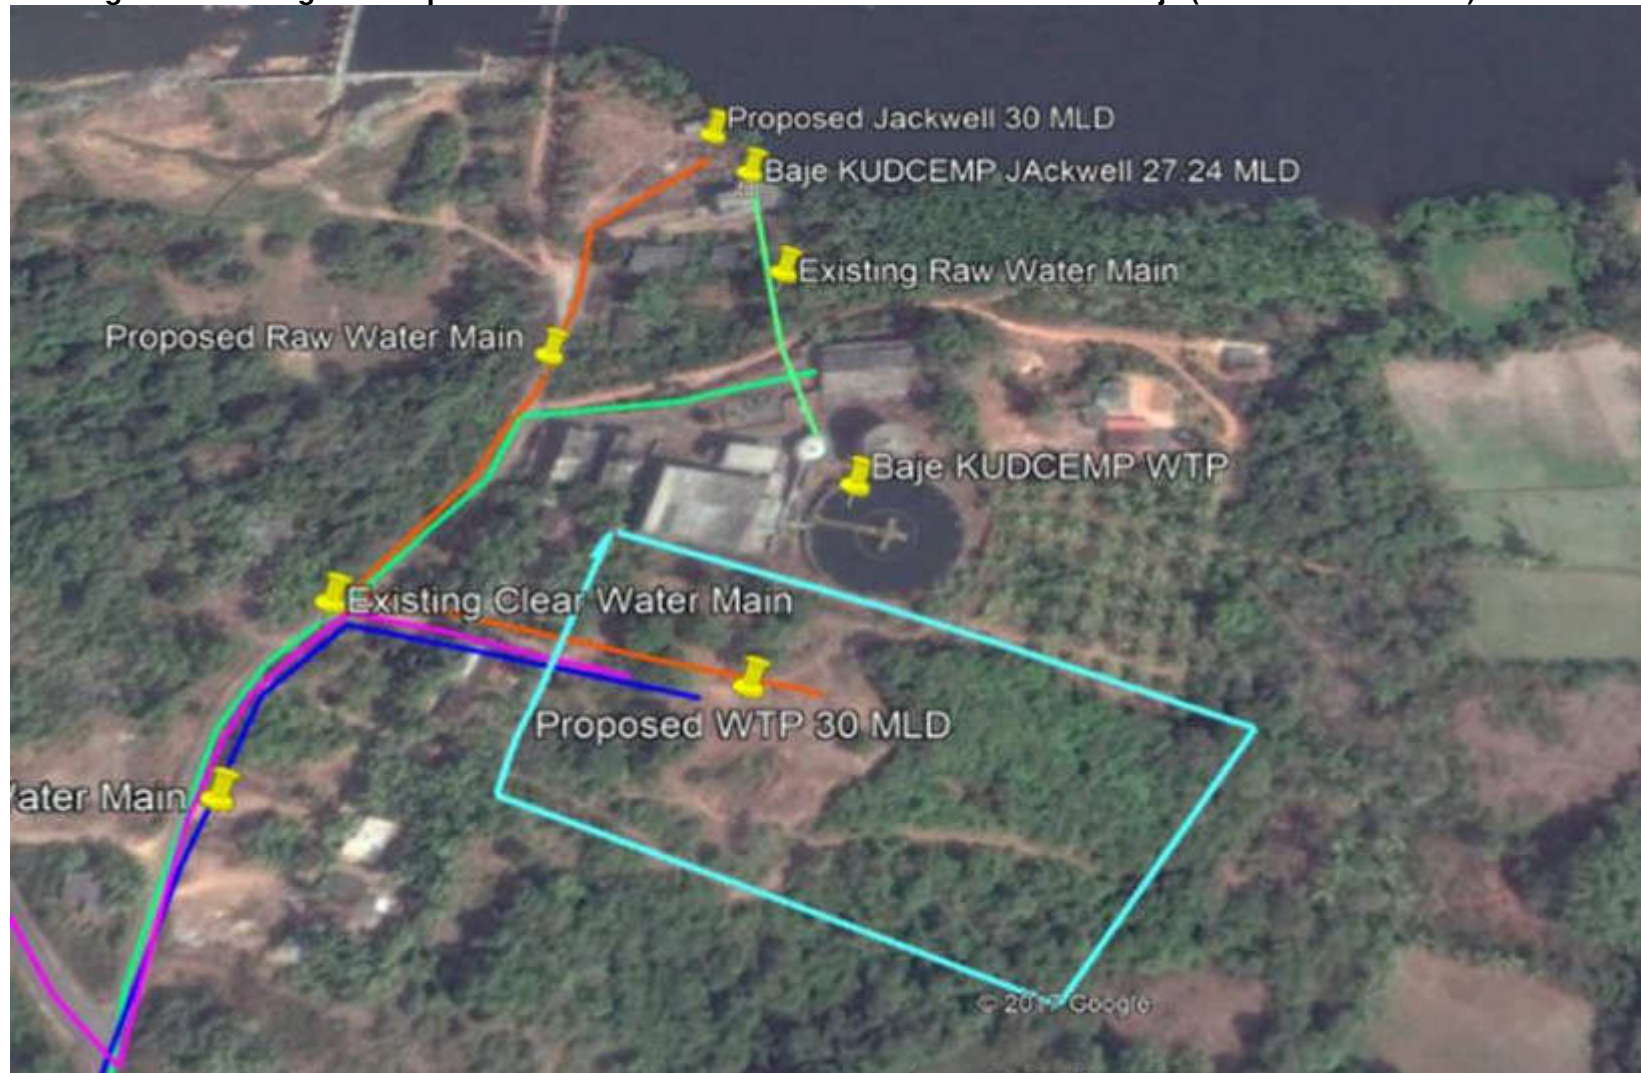 Proposed Jackwell 30 MLD
Baje KUDCEMP JAckwell 27.24 MLD
Existing Raw Water Main
Proposed Raw Water Main
Baje KUDCEMP WTP
Existing Clear Water Main
Proposed WTP 30 MLD
Main
© 2017 Google